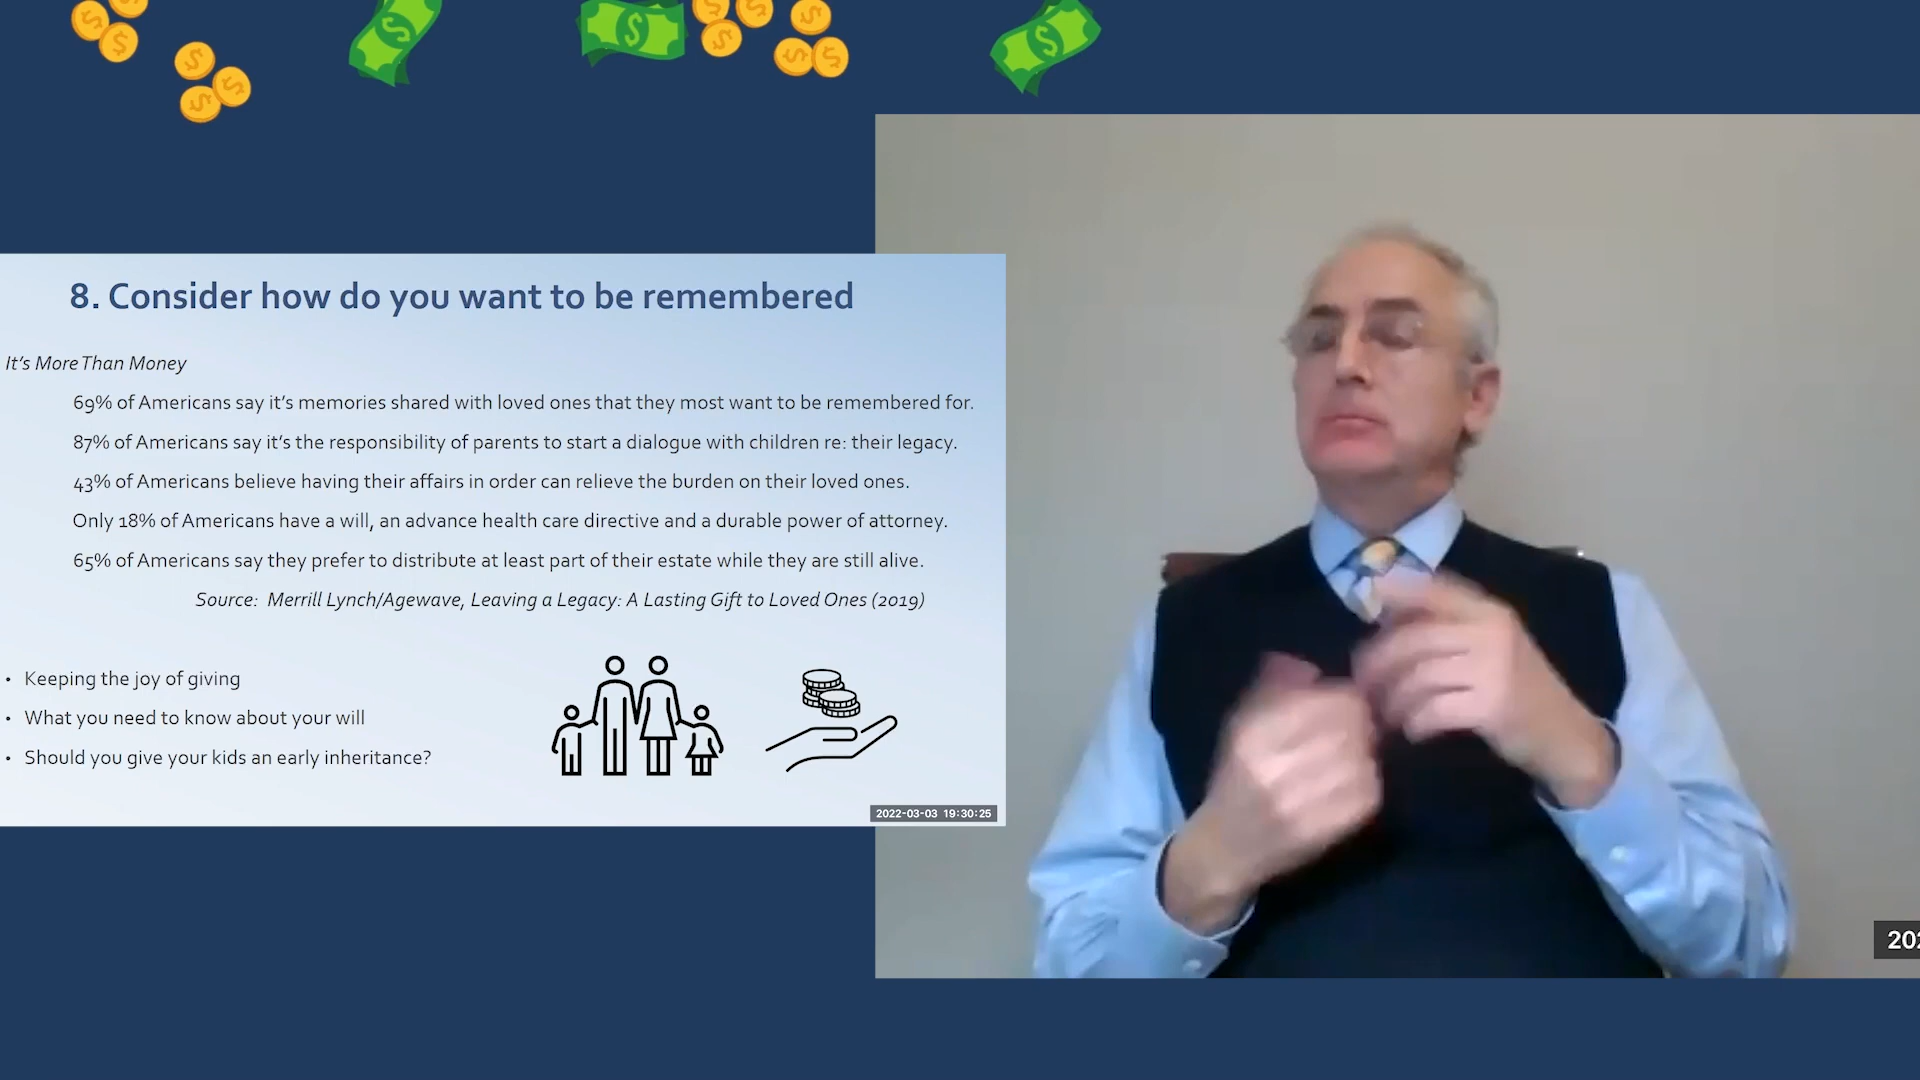 8. Consider how do you want to be remembered
It's More Than Money
69% of Americans say it's memories shared with loved ones that they most want to be remembered for.
87% of Americans say it's the responsibility of parents to start a dialogue with children re: their legacy.
43% of Americans believe having their affairs in order can relieve the burden on their loved ones.
Only 18% of Americans have a will, an advance health care directive and a durable power of attorney.
65% of Americans say they prefer to distribute at least part of their estate while they are still alive.
Source: Merrill Lynch/Agewave, Leaving a Legacy: A Lasting Gift to Loved Ones (2019)
• Keeping the joy of giving
• What you need to know about your will
• Should you give your kids an early inheritance?
2022-03-03 19:30:25